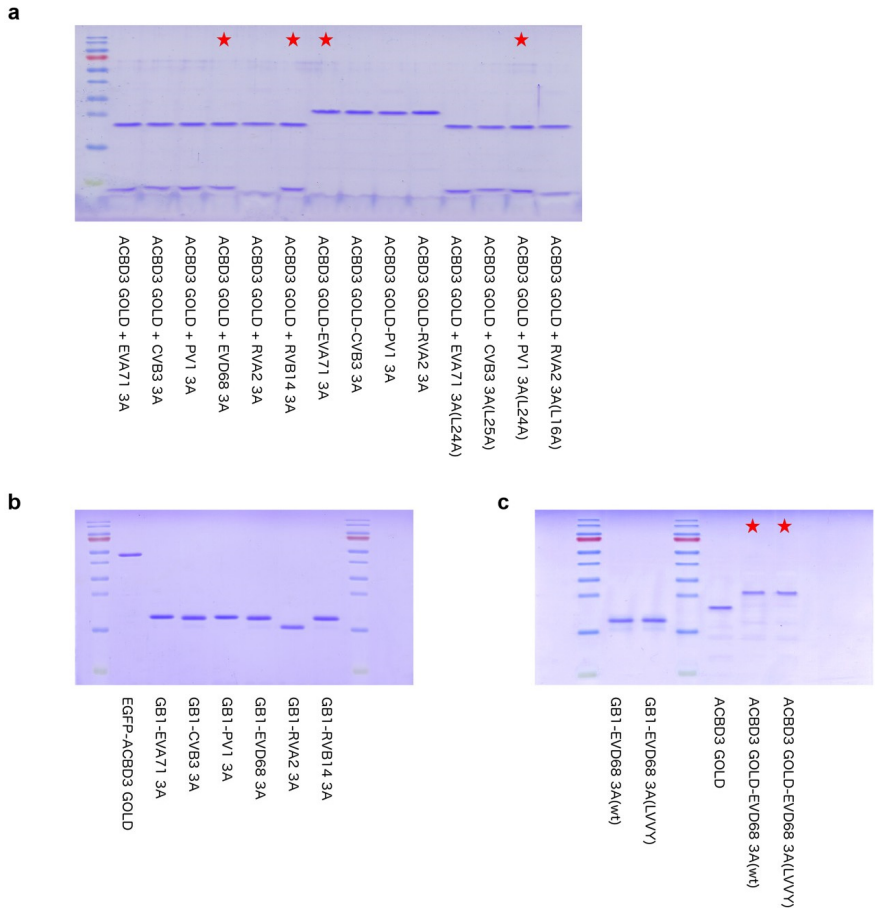 a
ACBD3 GOLD + EVA71 3A
ACBD3 GOLD + CVB3 3A
ACBD3 GOLD + PV1 3A
ACBD3 GOLD + EVD68 3A
ACBD3 GOLD + RVA2 3A
ACBD3 GOLD + RVB14 3A
ACBD3 GOLD-EVA71 3A
ACBD3 GOLD-CVB3 3A
ACBD3 GOLD-PV1 3A
ACBD3 GOLD-RVA2 3A
ACBD3 GOLD + EVA71 3A(L24A)
ACBD3 GOLD + CVB3 3A(L25A)
ACBD3 GOLD + PV1 3A(L24A)
ACBD3 GOLD + RVA2 3A(L16A)
b
EGFP-ACBD3 GOLD
GB1-EVA71 3A
GB1-CVB3 3A
GB1-PV1 3A
GB1-EVD68 3A
GB1-RVA2 3A
GB1-RVB14 3A
c
GB1-EVD68 3A(wt)
GB1-EVD68 3A(LVVY)
ACBD3 GOLD
ACBD3 GOLD-EVD68 3A(wt)
ACBD3 GOLD-EVD68 3A(LVVY)